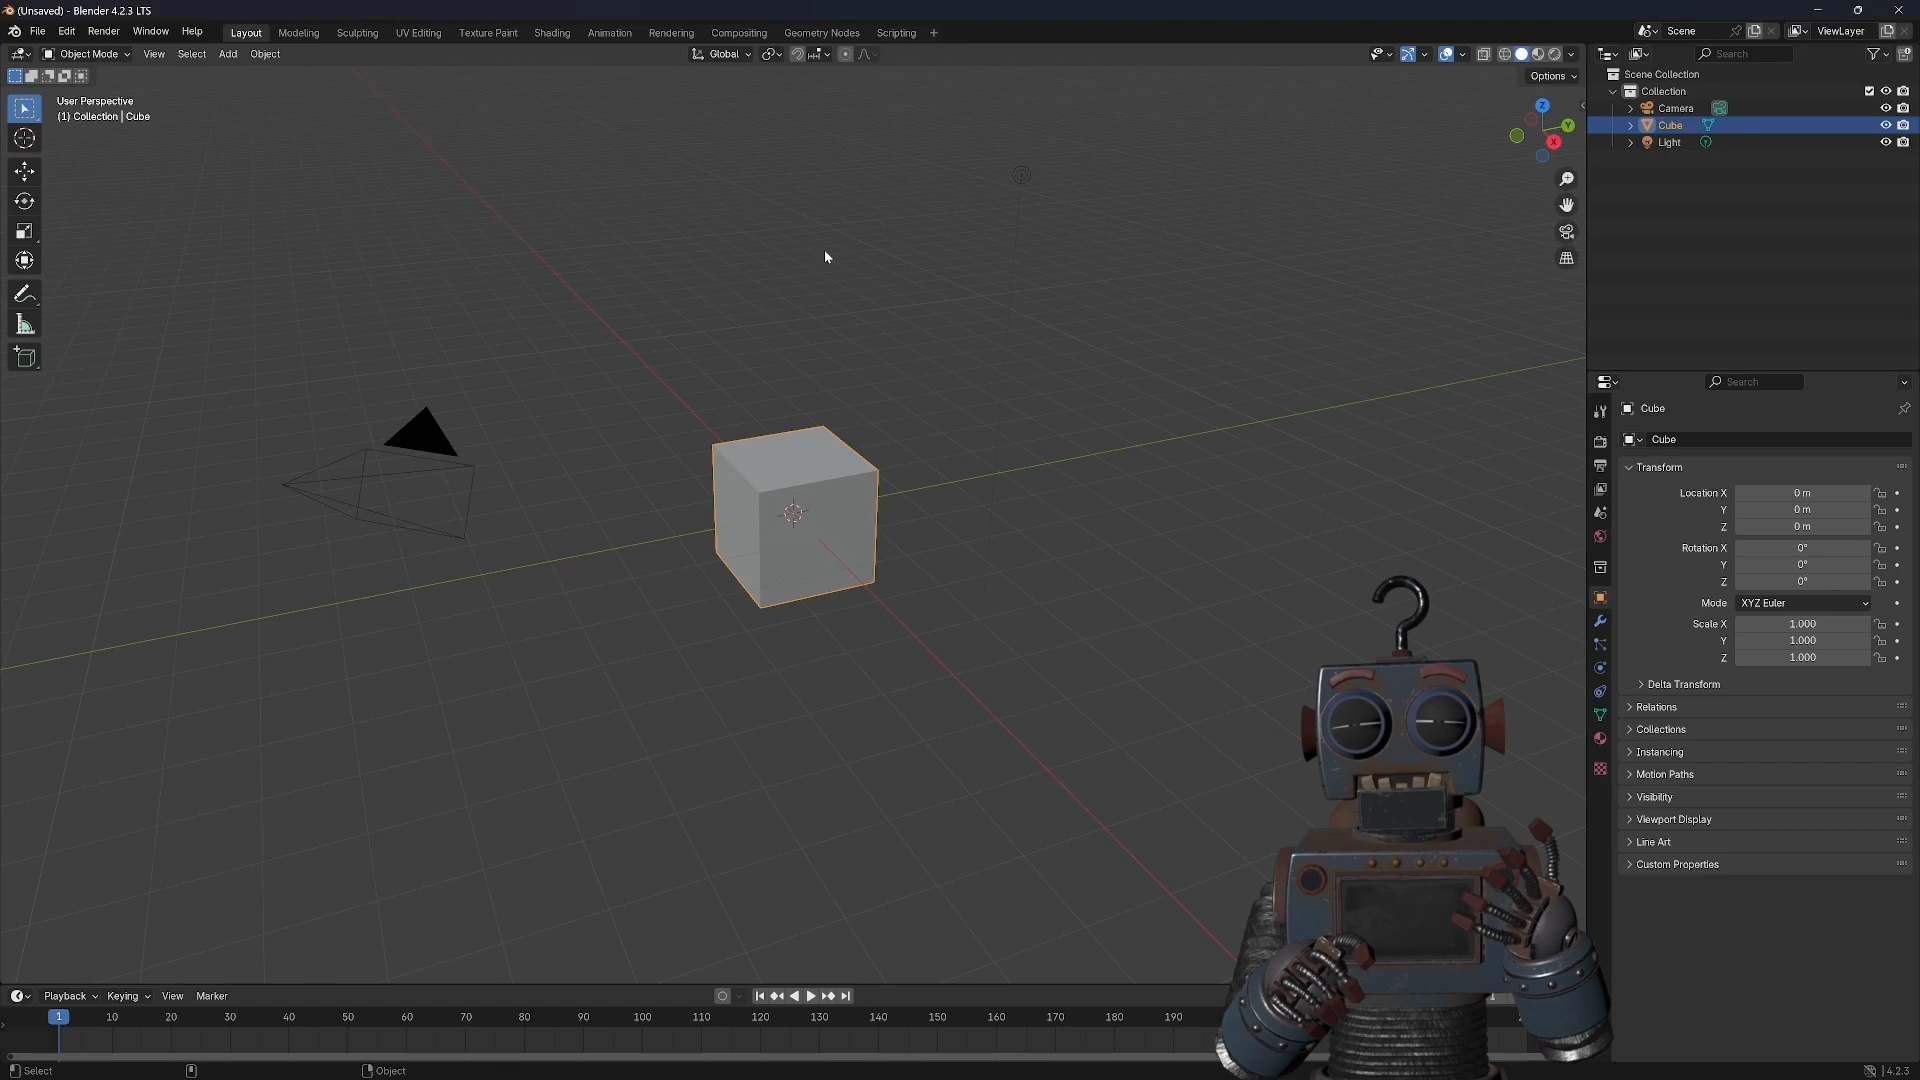 (Unsaved) - Blender 4.2.3 LTS
File Edit Render Window Help
Layout Modeling Sculpting UV Editing Texture Paint Shading Animation Rendering Compositing Geometry Nodes Scripting +
Scene
ViewLayer
Object Mode View Select Add Object
Global
Search
Options
User Perspective
(1) Collection | Cube
Z
Y
X
Scene Collection
Collection
Camera
Cube
Light
Search
Cube
Cube
Transform
Location X 0 m
Y 0 m
Z 0 m
Rotation X 0°
Y 0°
Z 0°
Mode XYZ Euler
Scale X 1.000
Y 1.000
Z 1.000
Delta Transform
Relations
Collections
Instancing
Motion Paths
Visibility
Viewport Display
Line Art
Custom Properties
Playback Keying View Marker
1 10 20 30 40 50 60 70 80 90 100 110 120 130 140 150 160 170 180 190
Select
Object
4.2.3